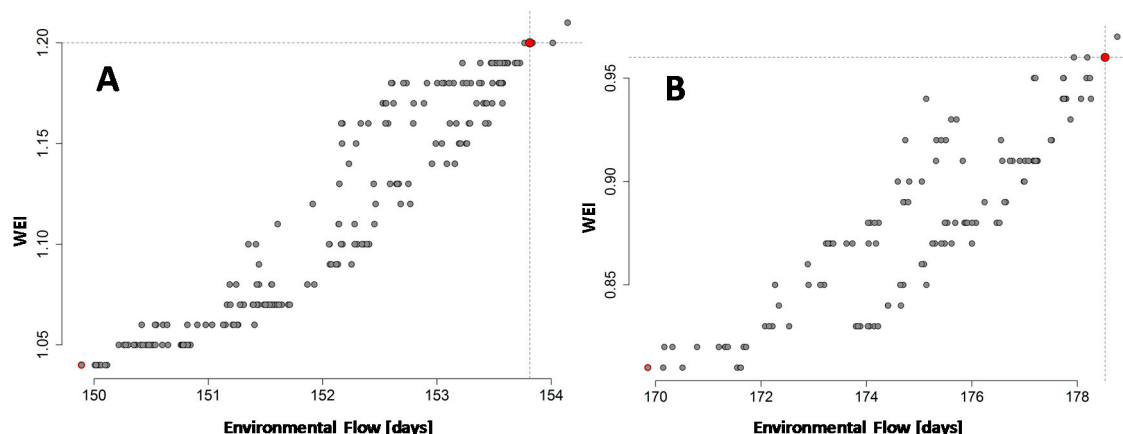 A
WEI
1.20
1.15
1.10
1.05
150
151
152
153
154
Environmental Flow [days]
B
WEI
0.95
0.90
0.85
170
172
174
176
178
Environmental Flow [days]